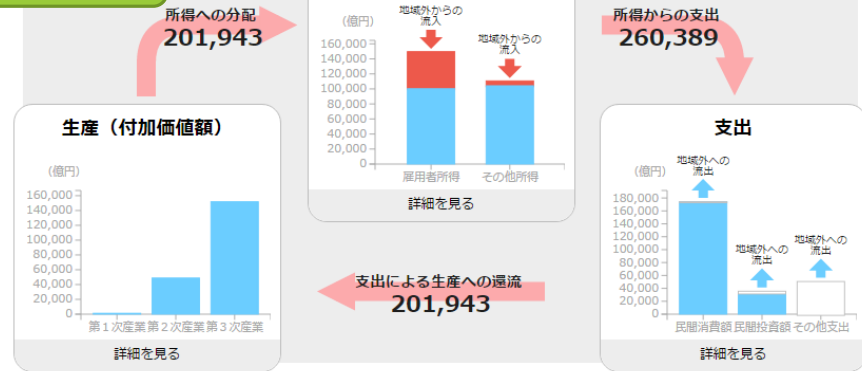 所得への分配
201,943
地域外からの
流入
(億円)
地域外からの
流入
160,000
140,000
120,000
100,000
80,000
60,000
40,000
20,000
0
雇用者所得 その他所得
詳細を見る
所得からの支出
260,389
生産（付加価値額）
(億円)
160,000
140,000
120,000
100,000
80,000
60,000
40,000
20,000
0
第１次産業 第２次産業 第３次産業
詳細を見る
支出による生産への還流
201,943
支出
(億円)
地域外への
流出
地域外への
流出
地域外への
流出
180,000
160,000
140,000
120,000
100,000
80,000
60,000
40,000
20,000
0
民間消費額 民間投資額 その他支出
詳細を見る